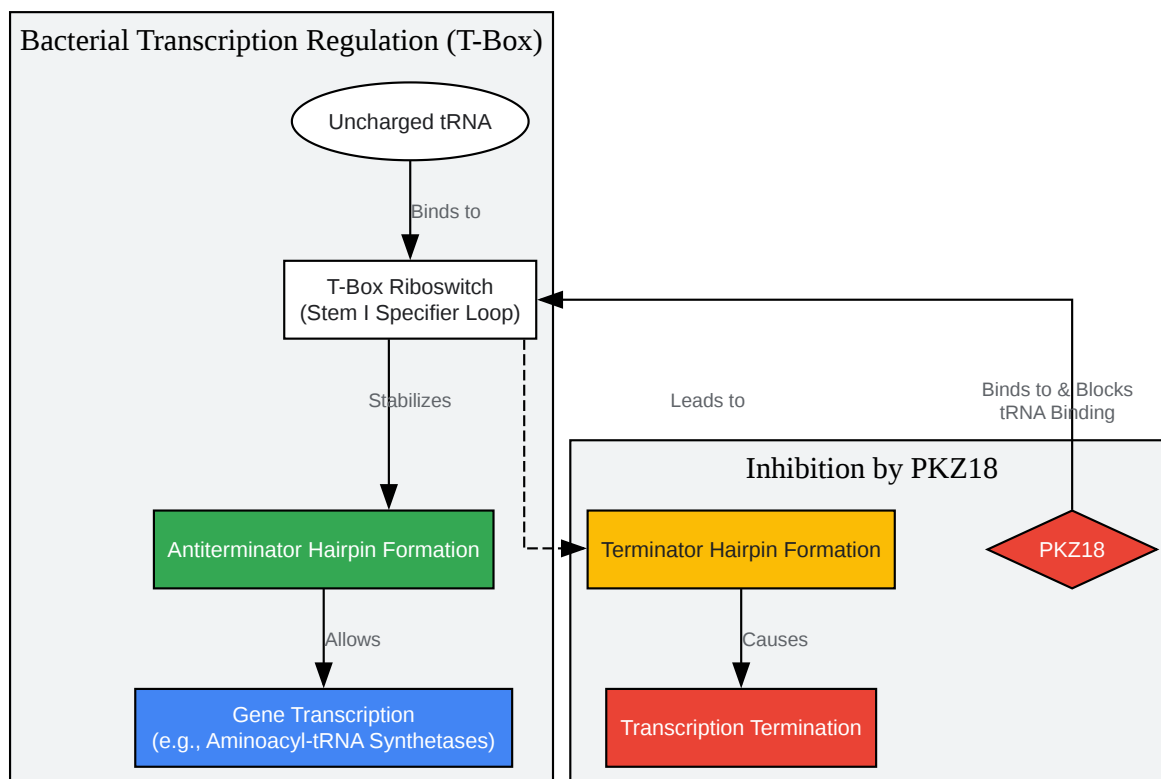 Bacterial Transcription Regulation (T-Box)
Uncharged tRNA
Binds to
T-Box Riboswitch
(Stem I Specifier Loop)
Stabilizes
Leads to
Binds to & Blocks
tRNA Binding
Inhibition by PKZ18
Antiterminator Hairpin Formation
Terminator Hairpin Formation
PKZ18
Allows
Causes
Gene Transcription
(e.g., Aminoacyl-tRNA Synthetases)
Transcription Termination